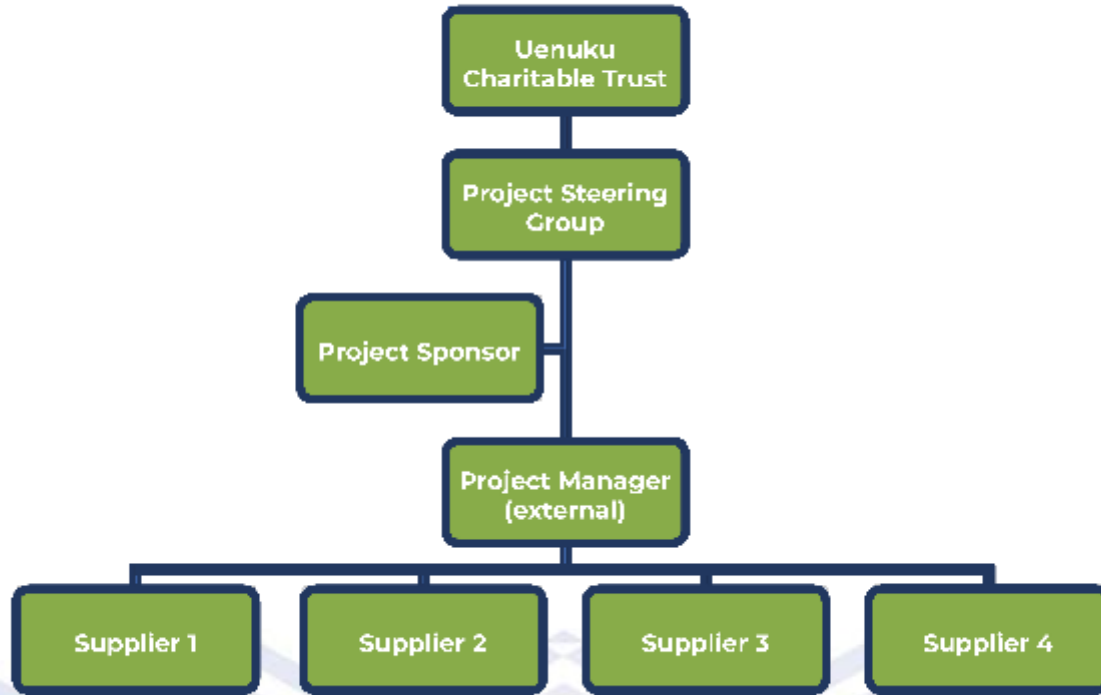 Uenuku
Charitable Trust
Project Steering
Group
Project Sponsor
Project Manager
(external)
Supplier 1
Supplier 2
Supplier 3
Supplier 4